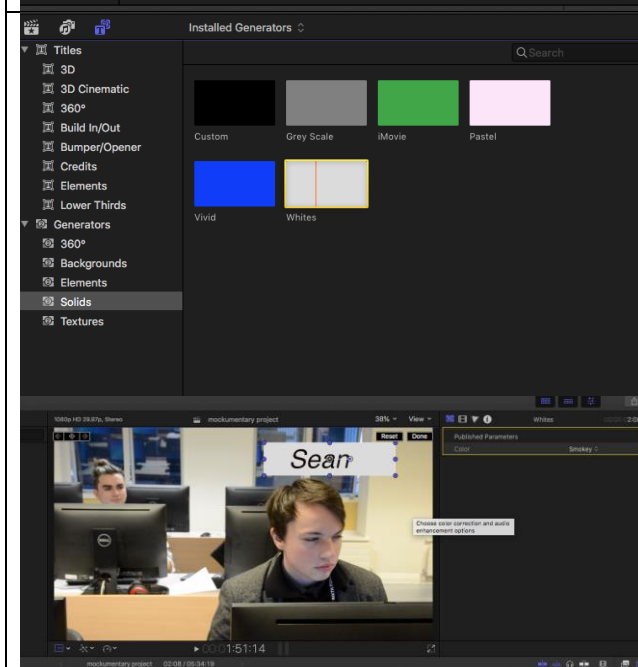 Installed Generators
Titles
Search
3D
3D Cinematic
360°
Build In/Out
Bumper/Opener
Credits
Elements
Lower Thirds
Generators
360°
Backgrounds
Elements
Solids
Textures
Custom
Grey Scale
iMovie
Pastel
Vivid
Whites
1080p HD 29.97p, Stereo
mockumentary project
38%
View
Whites
Reset
Done
Published Parameters
Color
Smokey
Sean
DELL
Choose color correction and audio
enhancement options
1:51:14
mockumentary project
02:08 / 05:34:19